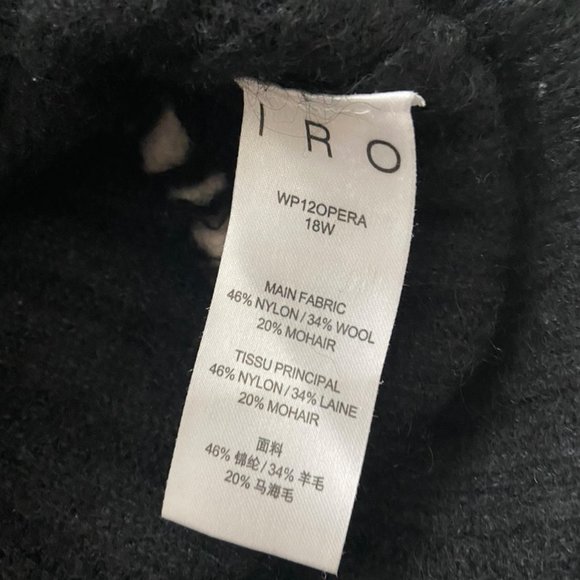 IRO
WP12OPERA
18W
MAIN FABRIC
46% NYLON / 34% WOOL
20% MOHAIR
TISSU PRINCIPAL
46% NYLON / 34% LAINE
20% MOHAIR
面料
46% 锦纶 / 34% 羊毛
20% 马海毛